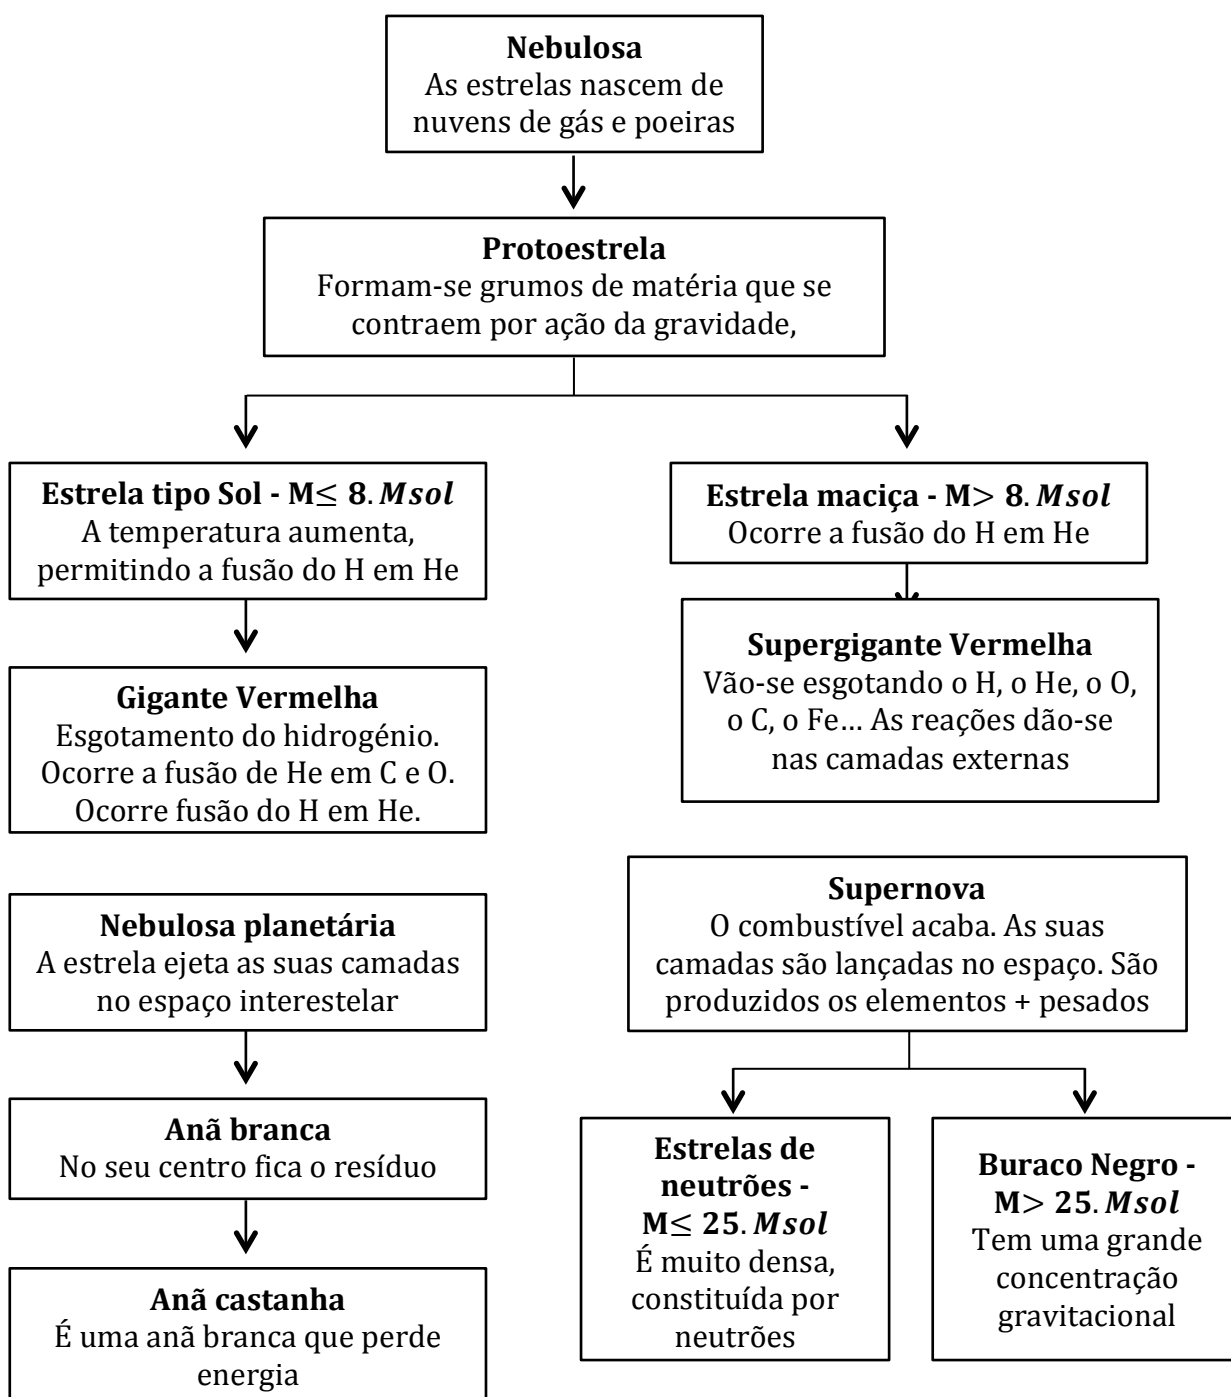 Nebulosa
As estrelas nascem de
nuvens de gás e poeiras
Protoestrela
Formam-se grumos de matéria que se
contraem por ação da gravidade,
Estrela tipo Sol - M≤ 8. Msol
A temperatura aumenta,
permitindo a fusão do H em He
Gigante Vermelha
Esgotamento do hidrogénio.
Ocorre a fusão de He em C e O.
Ocorre fusão do H em He.
Nebulosa planetária
A estrela ejeta as suas camadas
no espaço interestelar
Anã branca
No seu centro fica o resíduo
Anã castanha
É uma anã branca que perde
energia
Estrela maciça - M> 8. Msol
Ocorre a fusão do H em He
Supergigante Vermelha
Vão-se esgotando o H, o He, o O,
o C, o Fe... As reações dão-se
nas camadas externas
Supernova
O combustível acaba. As suas
camadas são lançadas no espaço. São
produzidos os elementos + pesados
Estrelas de
neutrões -
M≤ 25. Msol
É muito densa,
constituída por
neutrões
Buraco Negro -
M> 25. Msol
Tem uma grande
concentração
gravitacional